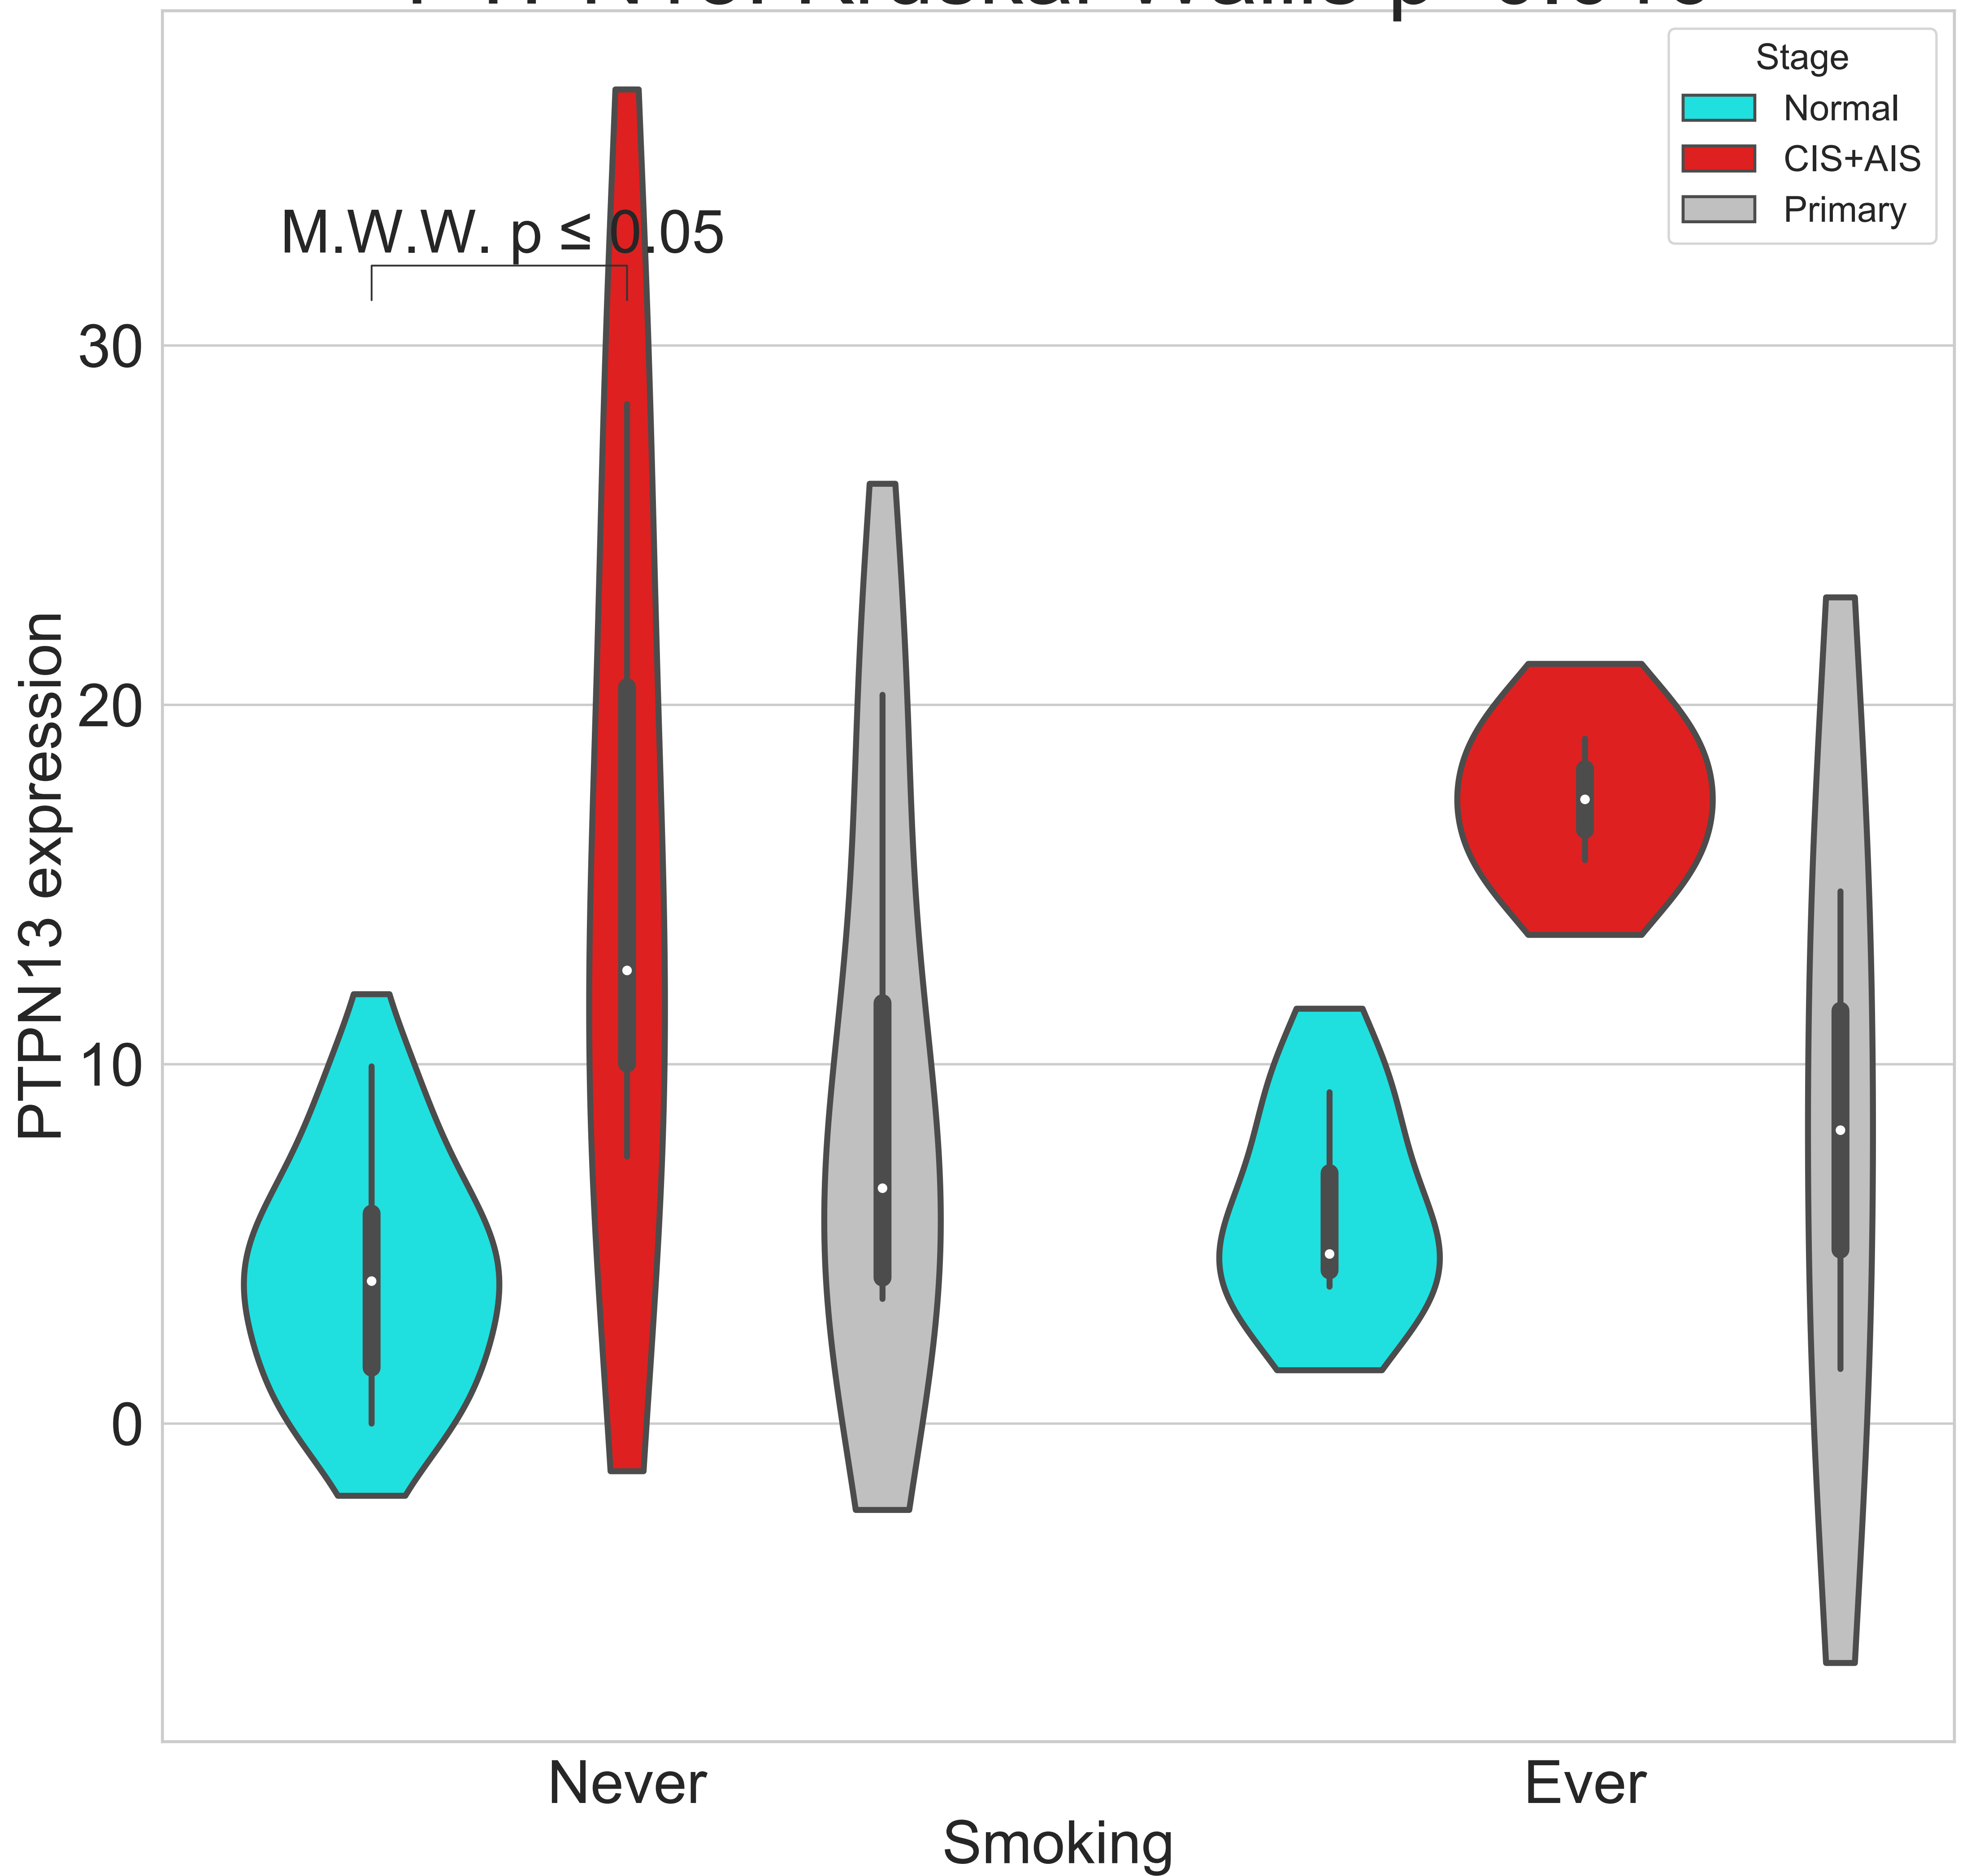 Stage
Normal
CIS+AIS
Primary
M.W.W. p ≤ 0.05
30
20
10
0
PTPN13 expression
Never
Ever
Smoking